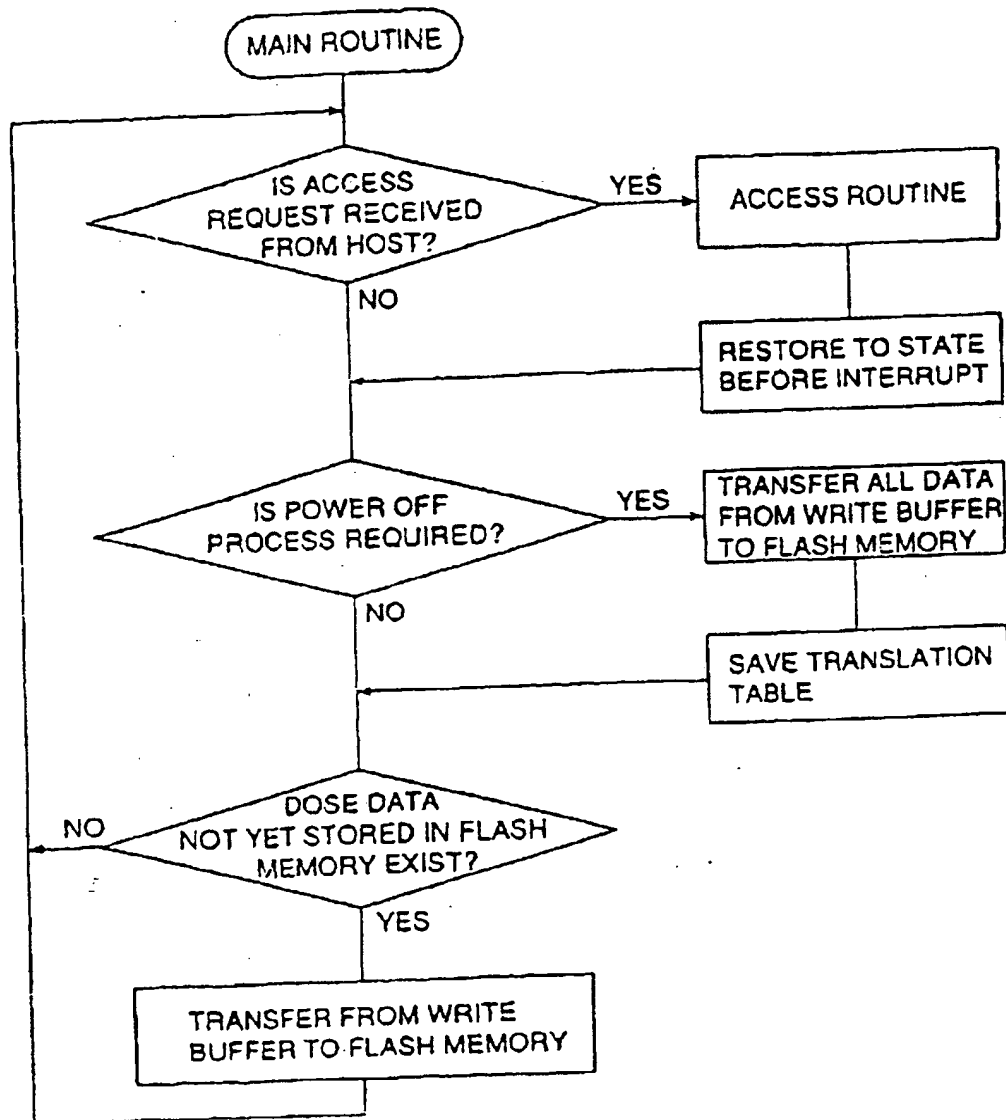 MAIN ROUTINE
IS ACCESS
REQUEST RECEIVED
FROM HOST?
YES
ACCESS ROUTINE
NO
RESTORE TO STATE
BEFORE INTERRUPT
IS POWER OFF
PROCESS REQUIRED?
YES
TRANSFER ALL DATA
FROM WRITE BUFFER
TO FLASH MEMORY
NO
SAVE TRANSLATION
TABLE
DOSE DATA
NOT YET STORED IN FLASH
MEMORY EXIST?
NO
YES
TRANSFER FROM WRITE
BUFFER TO FLASH MEMORY